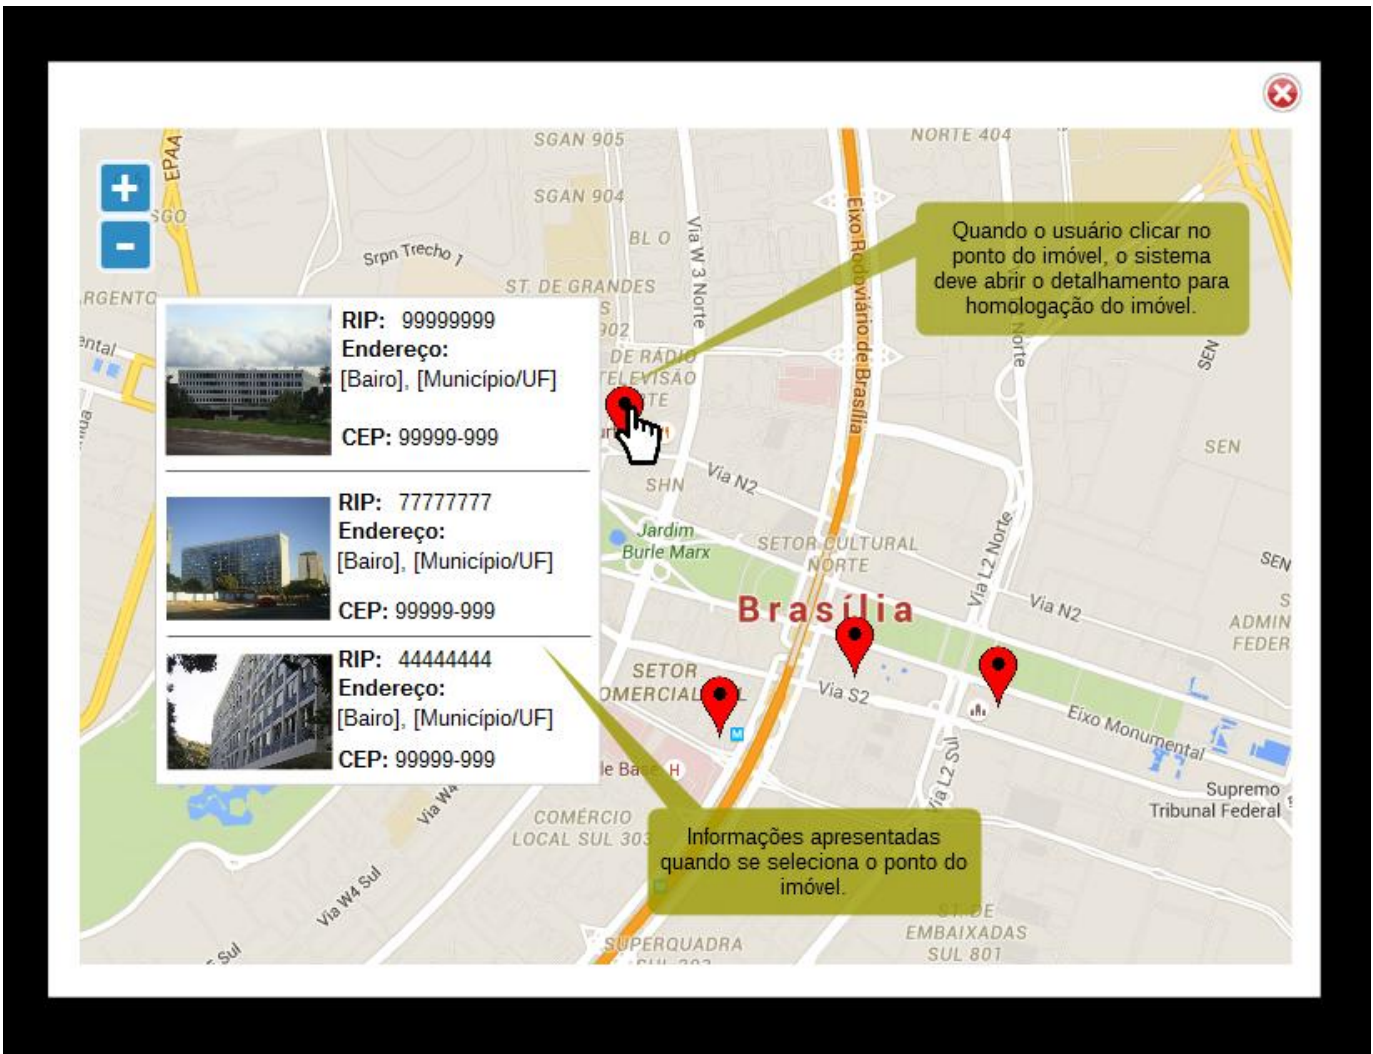 SGAN 905
NORTE 404
EPAA
SGAN 904
SGO
BL O
Via W 3 Norte
Eixo Rodoviário de Brasília
Srpn Trecho 1
Quando o usuário clicar no
ponto do imóvel, o sistema
deve abrir o detalhamento para
homologação do imóvel.
ST. DE GRANDES
902
DE RÁDIO
TELEVISÃO
SEN
RIP: 99999999
Endereço:
[Bairo], [Município/UF]
CEP: 99999-999
SEN
SHN
Via N2
RIP: 77777777
Endereço:
[Bairo], [Município/UF]
CEP: 99999-999
Jardim
Burle Marx
SETOR CULTURAL
NORTE
Via L2 Norte
SEN
Brasília
Via N2
RIP: 44444444
Endereço:
[Bairo], [Município/UF]
CEP: 99999-999
SETOR
Via S2
M
Eixo Monumental
H
Via L2 Sul
Supremo
Tribunal Federal
Via W4
COMÉRCIO
LOCAL SUL 303
Informações apresentadas
quando se seleciona o ponto do
imóvel.
Via W4 Sul
Sul
ST. DE
EMBAIXADAS
SUL 801
SUPERQUADRA